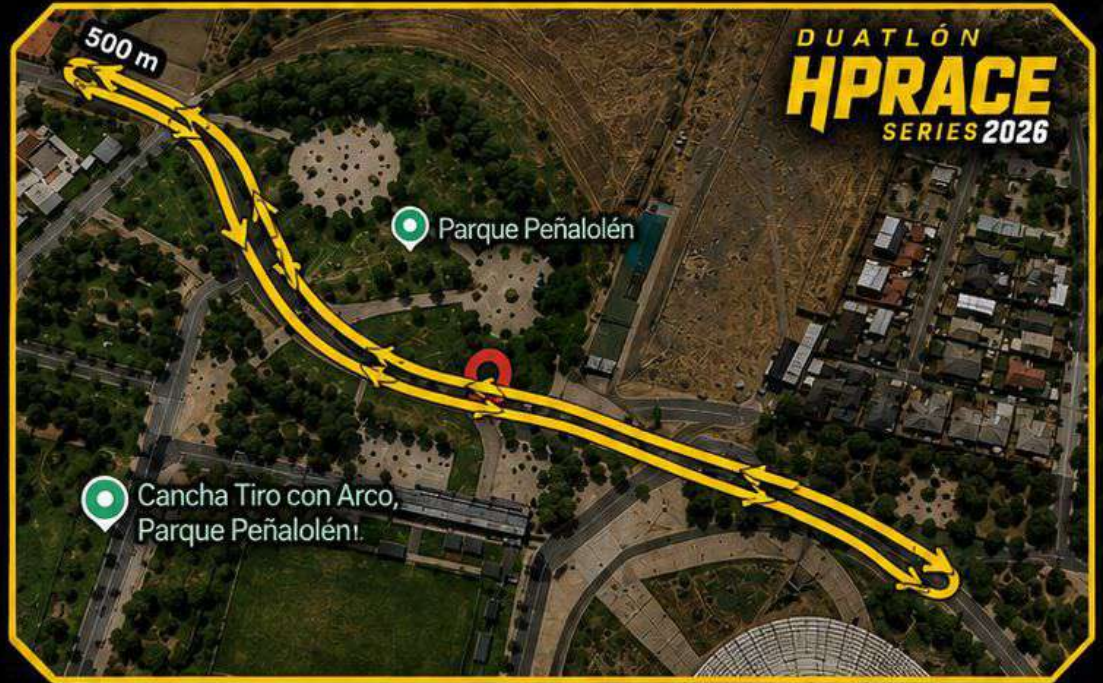 500 m
DUATLÓN
HPRACE
SERIES 2026
Parque Peñalolén
Cancha Tiro con Arco,
Parque Peñalolén!.